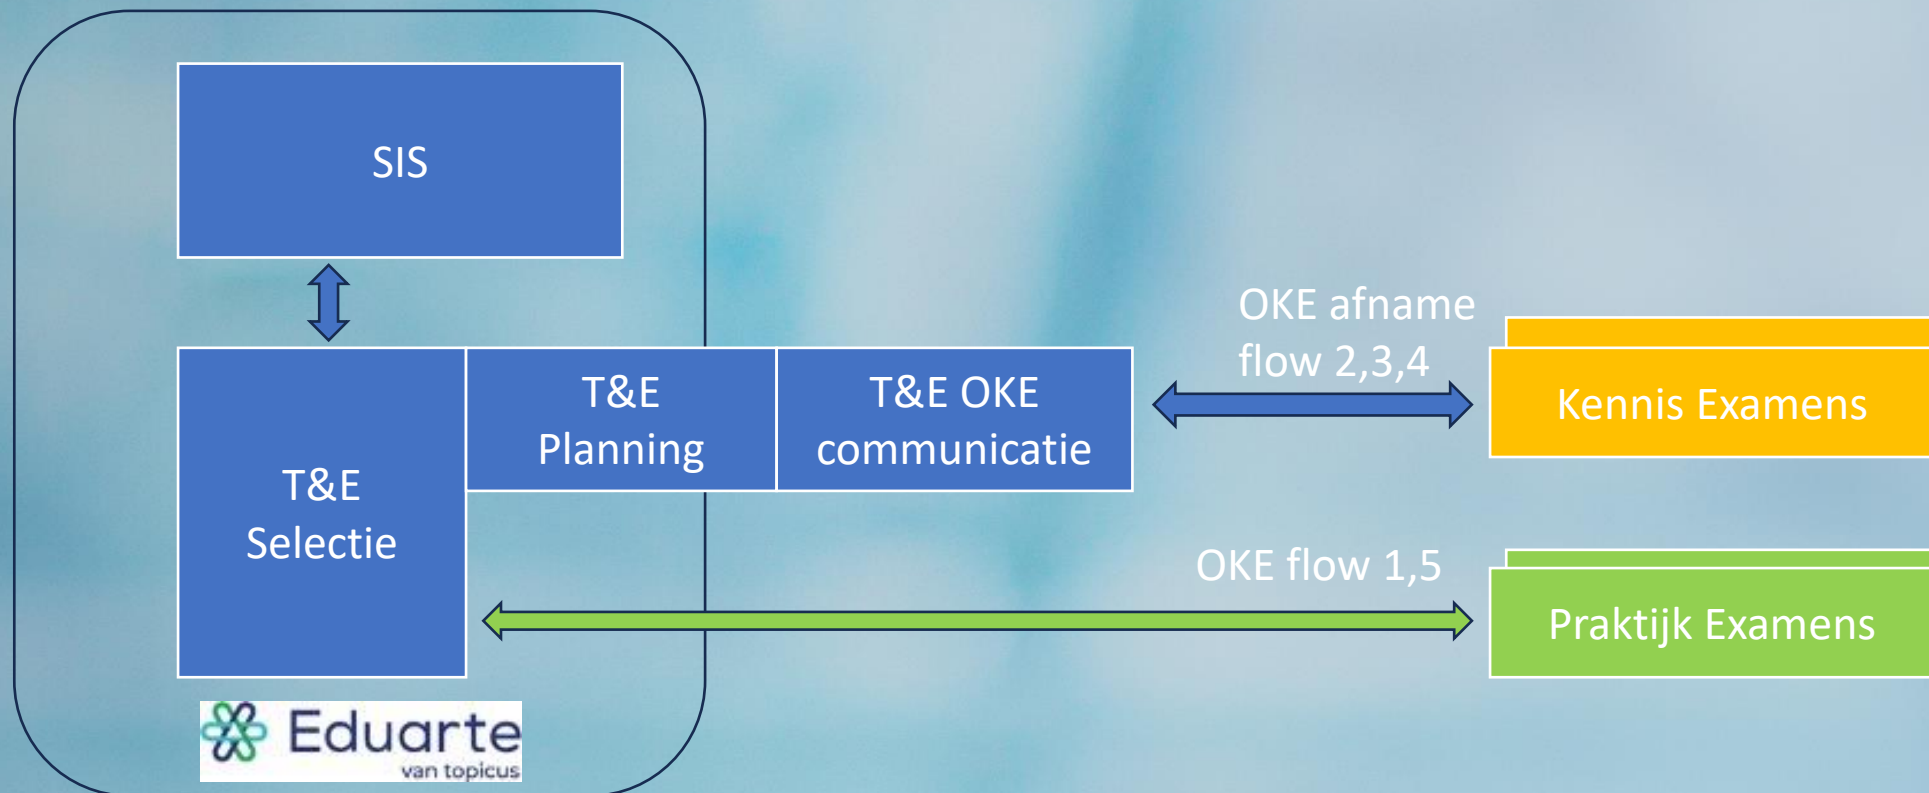 SIS
OKE afname
flow 2,3,4
T&E
Planning
T&E OKE
communicatie
Kennis Examens
T&E
Selectie
OKE flow 1,5
Praktijk Examens
Eduarte
van topicus